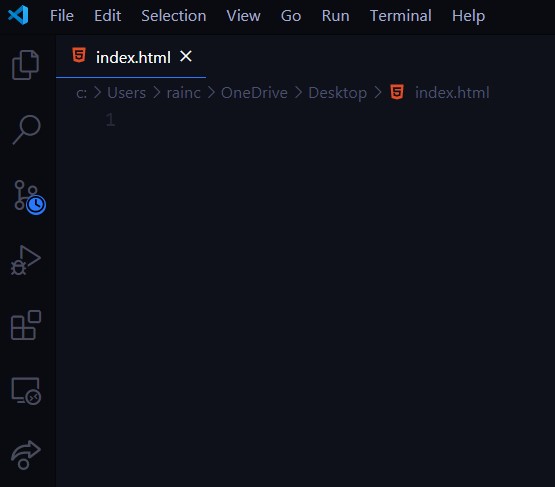 File Edit Selection View Go Run Terminal Help
index.html
c: > Users > rainc > OneDrive > Desktop > index.html
1